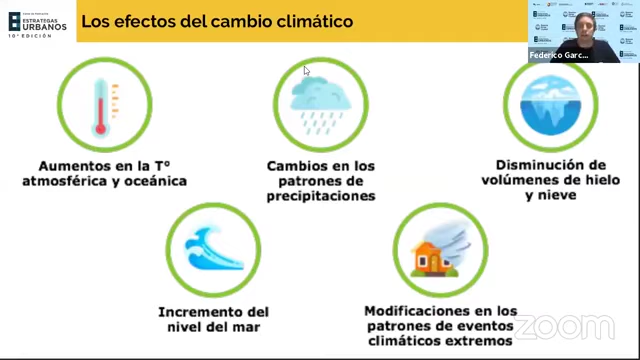 ESTRATEGAS
URBANOS
10° EDICIÓN
Los efectos del cambio climático
Federico Garc...
Aumentos en la T°
atmosférica y oceánica
Cambios en los
patrones de
precipitaciones
Disminución de
volúmenes de hielo
y nieve
Incremento del
nivel del mar
Modificaciones en los
patrones de eventos
climáticos extremos
zoom